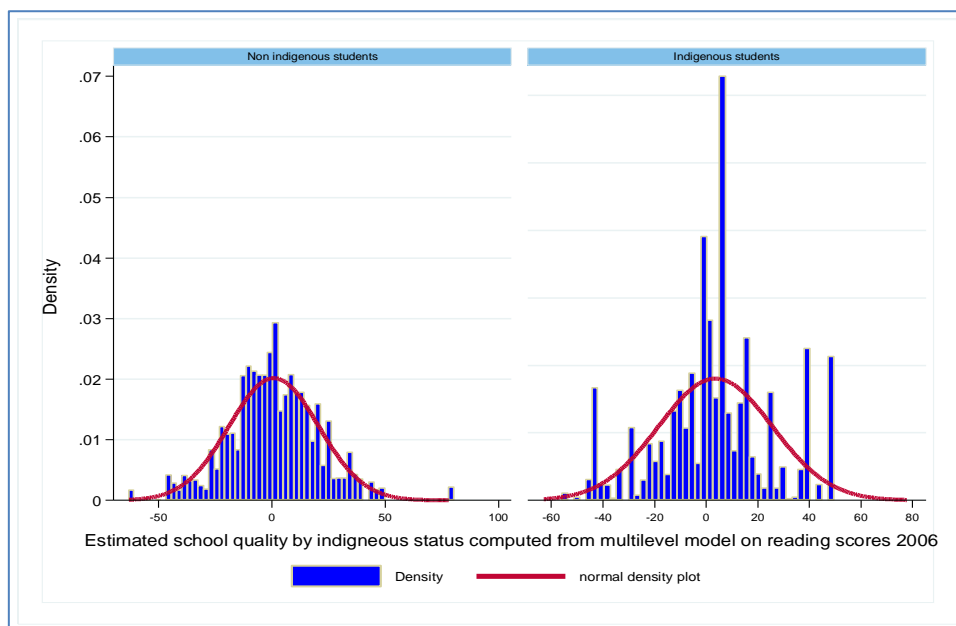 Non indigenous students
Indigenous students
.07
.06
.05
.04
.03
.02
.01
0
Density
-50 0 50 100
-60 -40 -20 0 20 40 60 80
Estimated school quality by indigneous status computed from multilevel model on reading scores 2006
Density
normal density plot